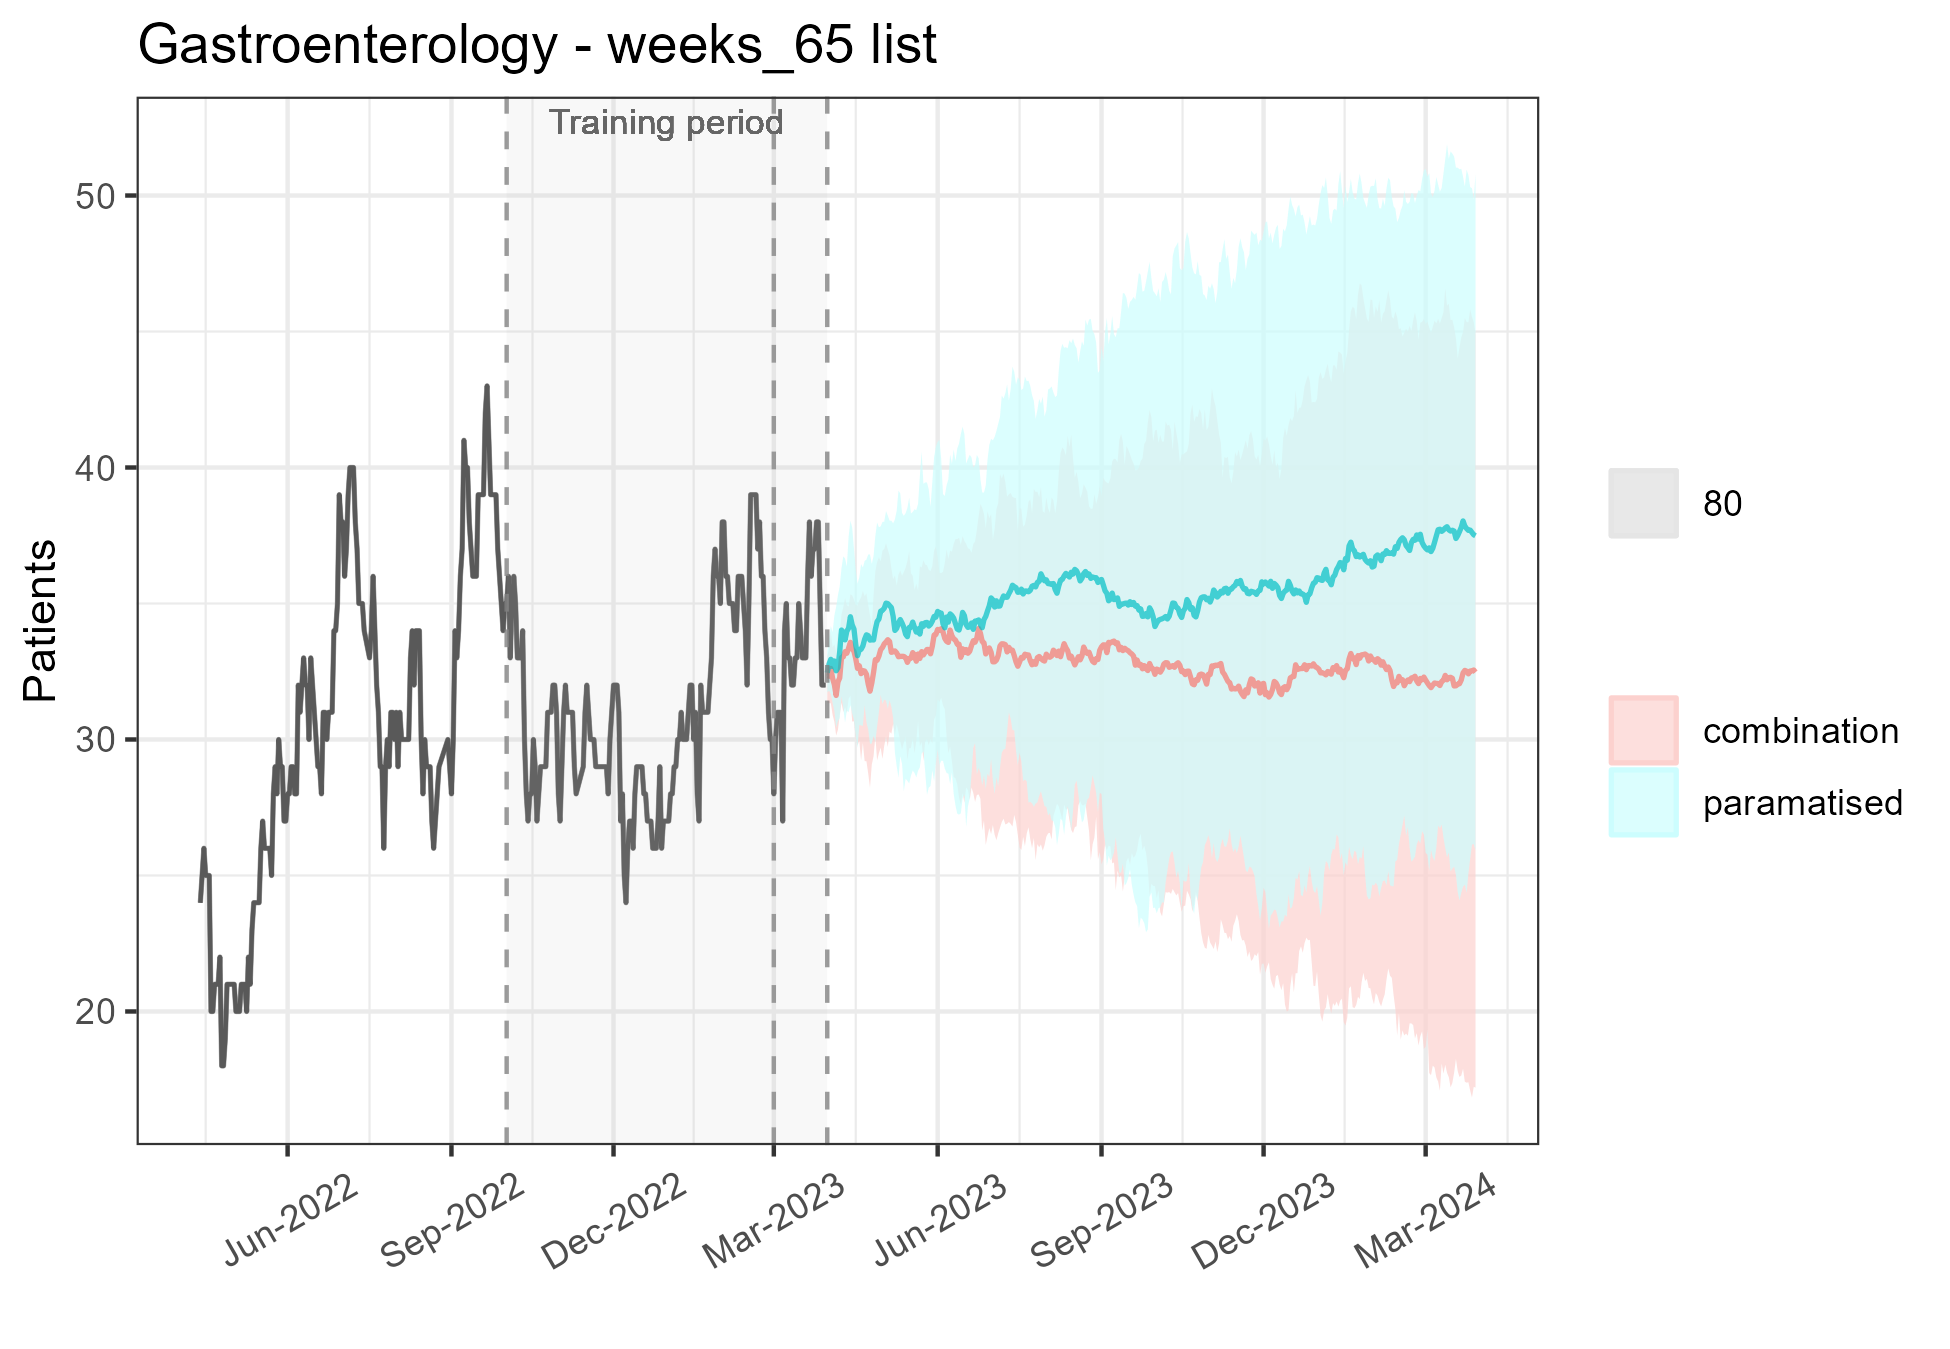 Gastroenterology - weeks_65 list
Training period
Patients
50
40
30
20
Jun-2022
Sep-2022
Dec-2022
Mar-2023
Jun-2023
Sep-2023
Dec-2023
Mar-2024
80
combination
paramatised